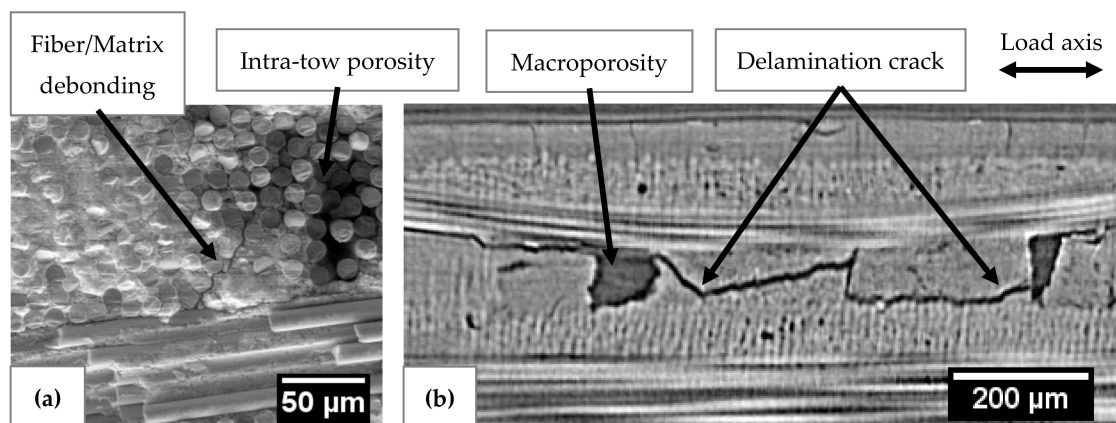 Fiber/Matrix
debonding
Intra-tow porosity
Macroporosity
Delamination crack
Load axis
(a)
50 µm
(b)
200 µm